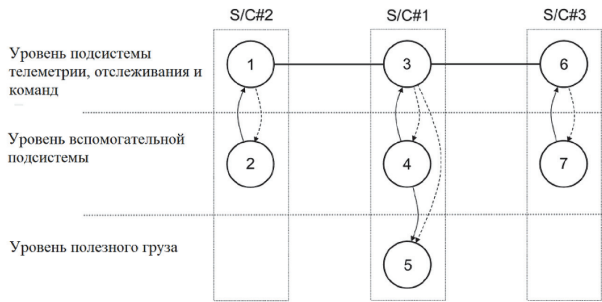 S/C#2 S/C#1 S/C#3
Уровень подсистемы
телеметрии, отслеживания и
команд
1 3 6
Уровень вспомогательной
подсистемы
2 4 7
Уровень полезного груза
5